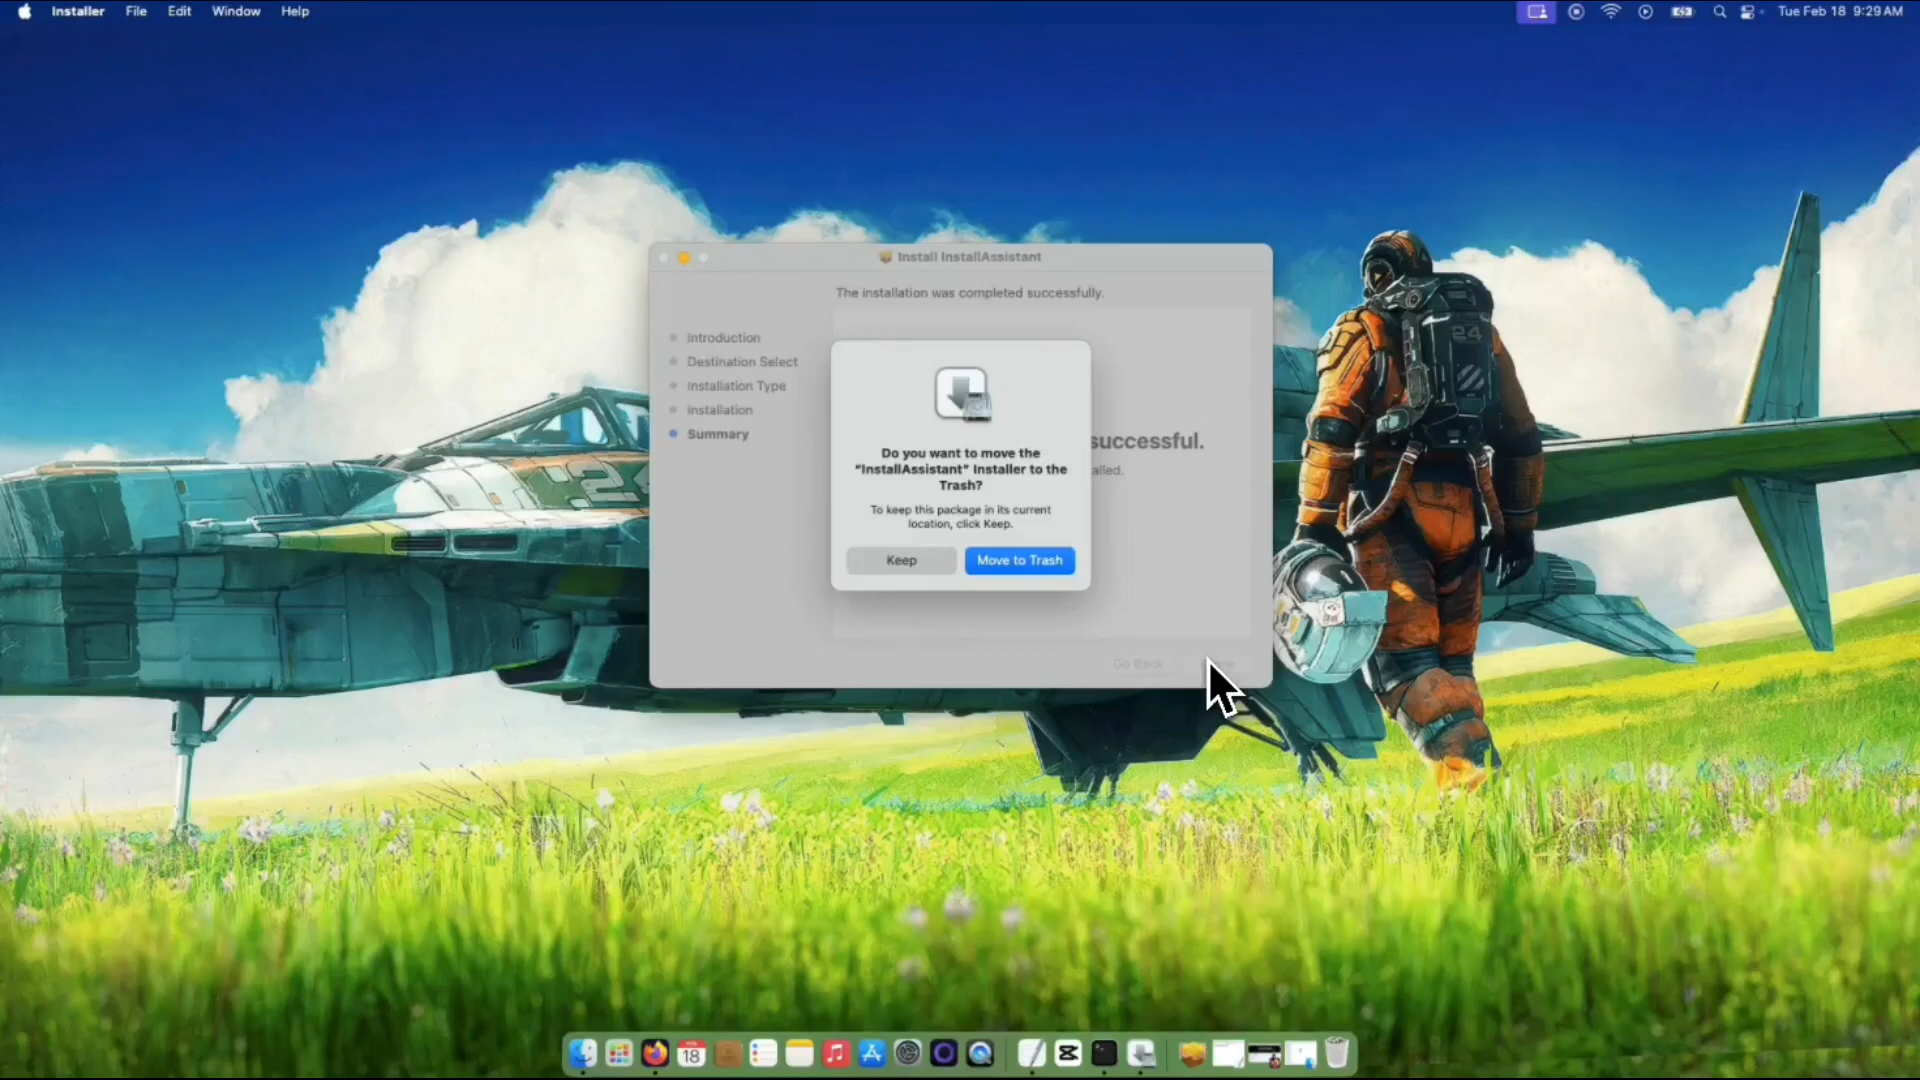 Installer File Edit Window Help
Tue Feb 18 9:29 AM
Install InstallAssistant
The installation was completed successfully.
Introduction
Destination Select
Installation Type
Installation
Summary
successful.
alled.
Do you want to move the
“InstallAssistant” Installer to the
Trash?
To keep this package in its current
location, click Keep.
Keep
Move to Trash
Go Back
24
24
18